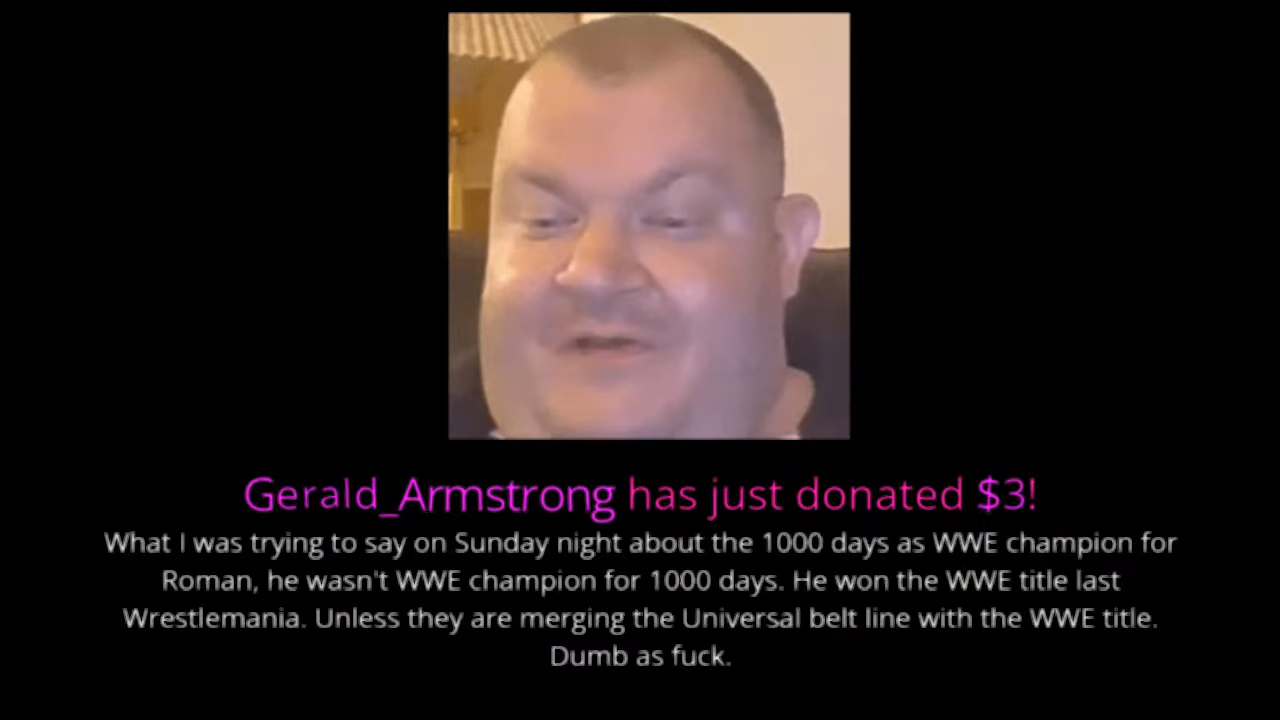 Gerald_Armstrong has just donated $3!
What I was trying to say on Sunday night about the 1000 days as WWE champion for
Roman, he wasn't WWE champion for 1000 days. He won the WWE title last
Wrestlemania. Unless they are merging the Universal belt line with the WWE title.
Dumb as fuck.